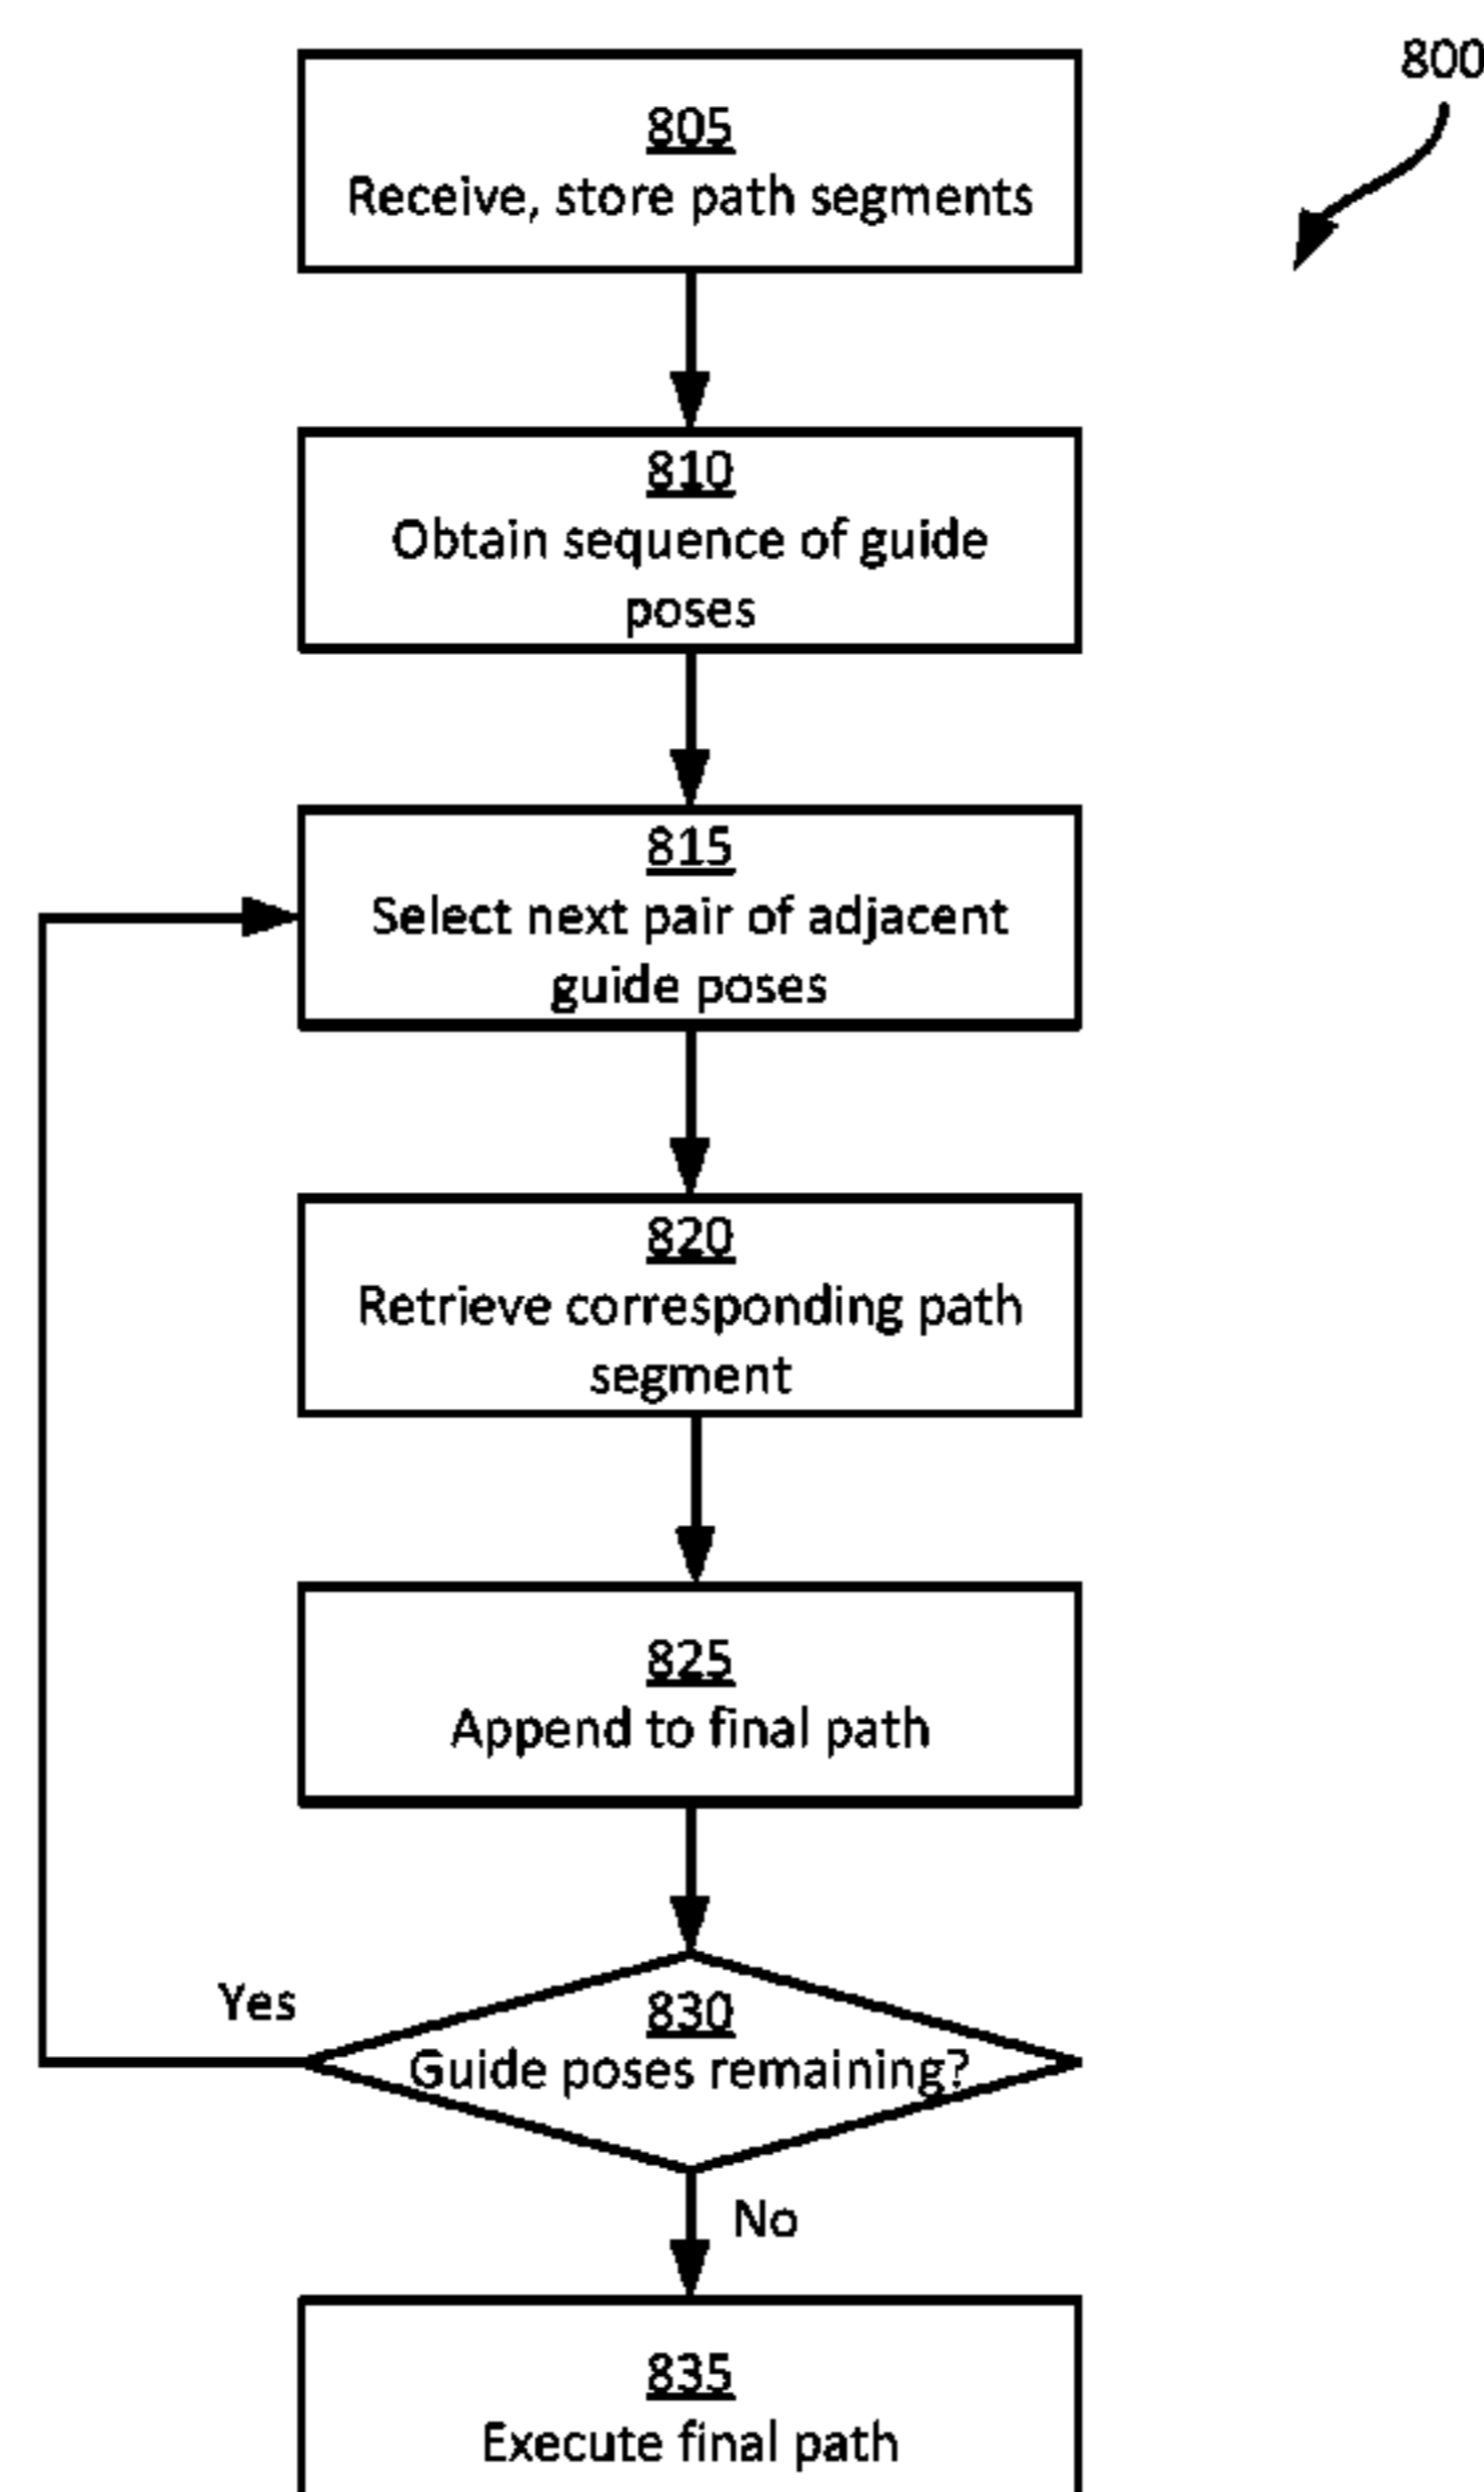 800
805
Receive, store path segments
810
Obtain sequence of guide
poses
815
Select next pair of adjacent
guide poses
820
Retrieve corresponding path
segment
825
Append to final path
Yes
830
Guide poses remaining?
No
835
Execute final path